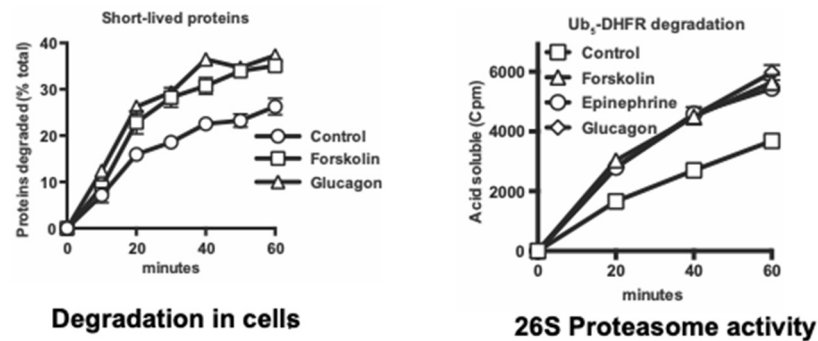 Short-lived proteins
Proteins degraded (% total)
40
30
20
10
0
0
20
40
60
minutes
Control
Forskolin
Glucagon
Degradation in cells
Ub5-DHFR degradation
Acid soluble (Cpm)
6000
4000
2000
0
0
20
40
60
minutes
Control
Forskolin
Epinephrine
Glucagon
26S Proteasome activity